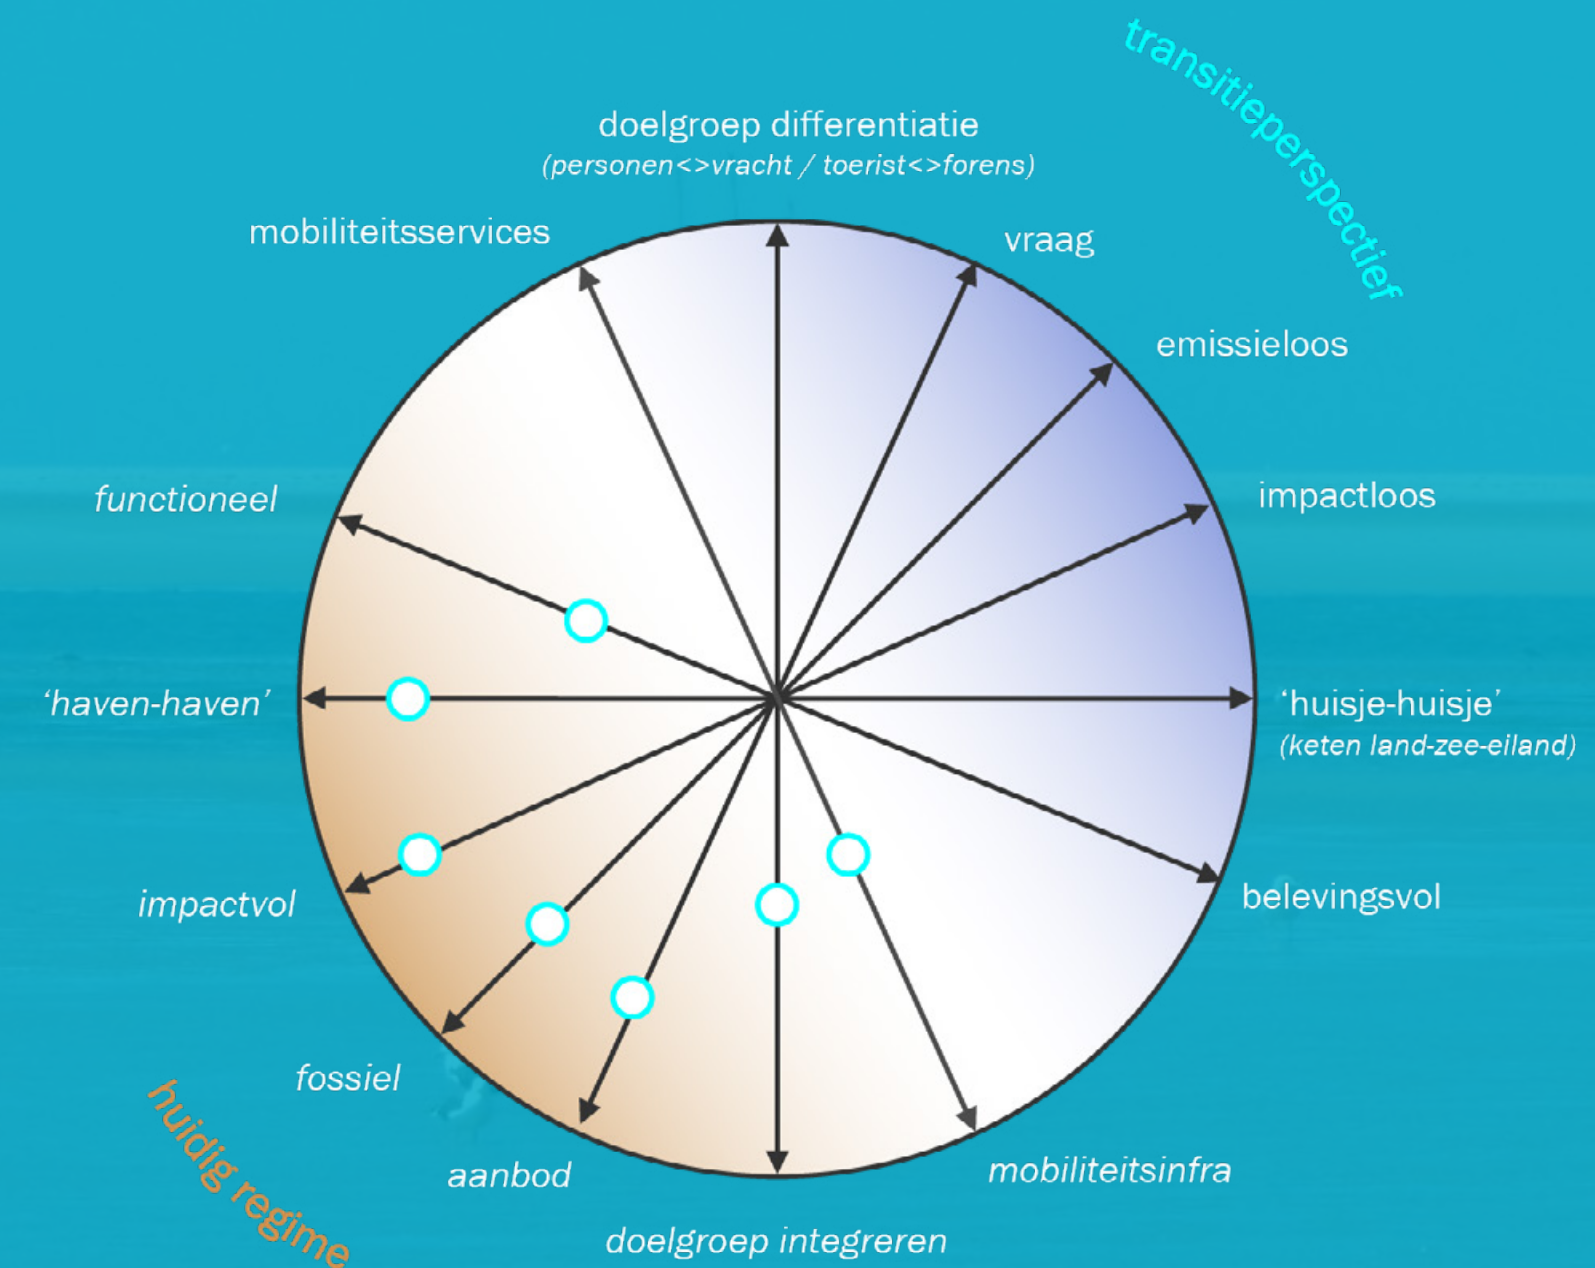 transitieperspectief
doelgroep differentiatie
(personen<>vracht / toerist<>forens)
mobiliteitsservices
vraag
emissieloos
functioneel
impactloos
‘haven-haven’
‘huisje-huisje’
(keten land-zee-eiland)
impactvol
belevingsvol
fossiel
huidig regime
aanbod
mobiliteitsinfra
doelgroep integreren